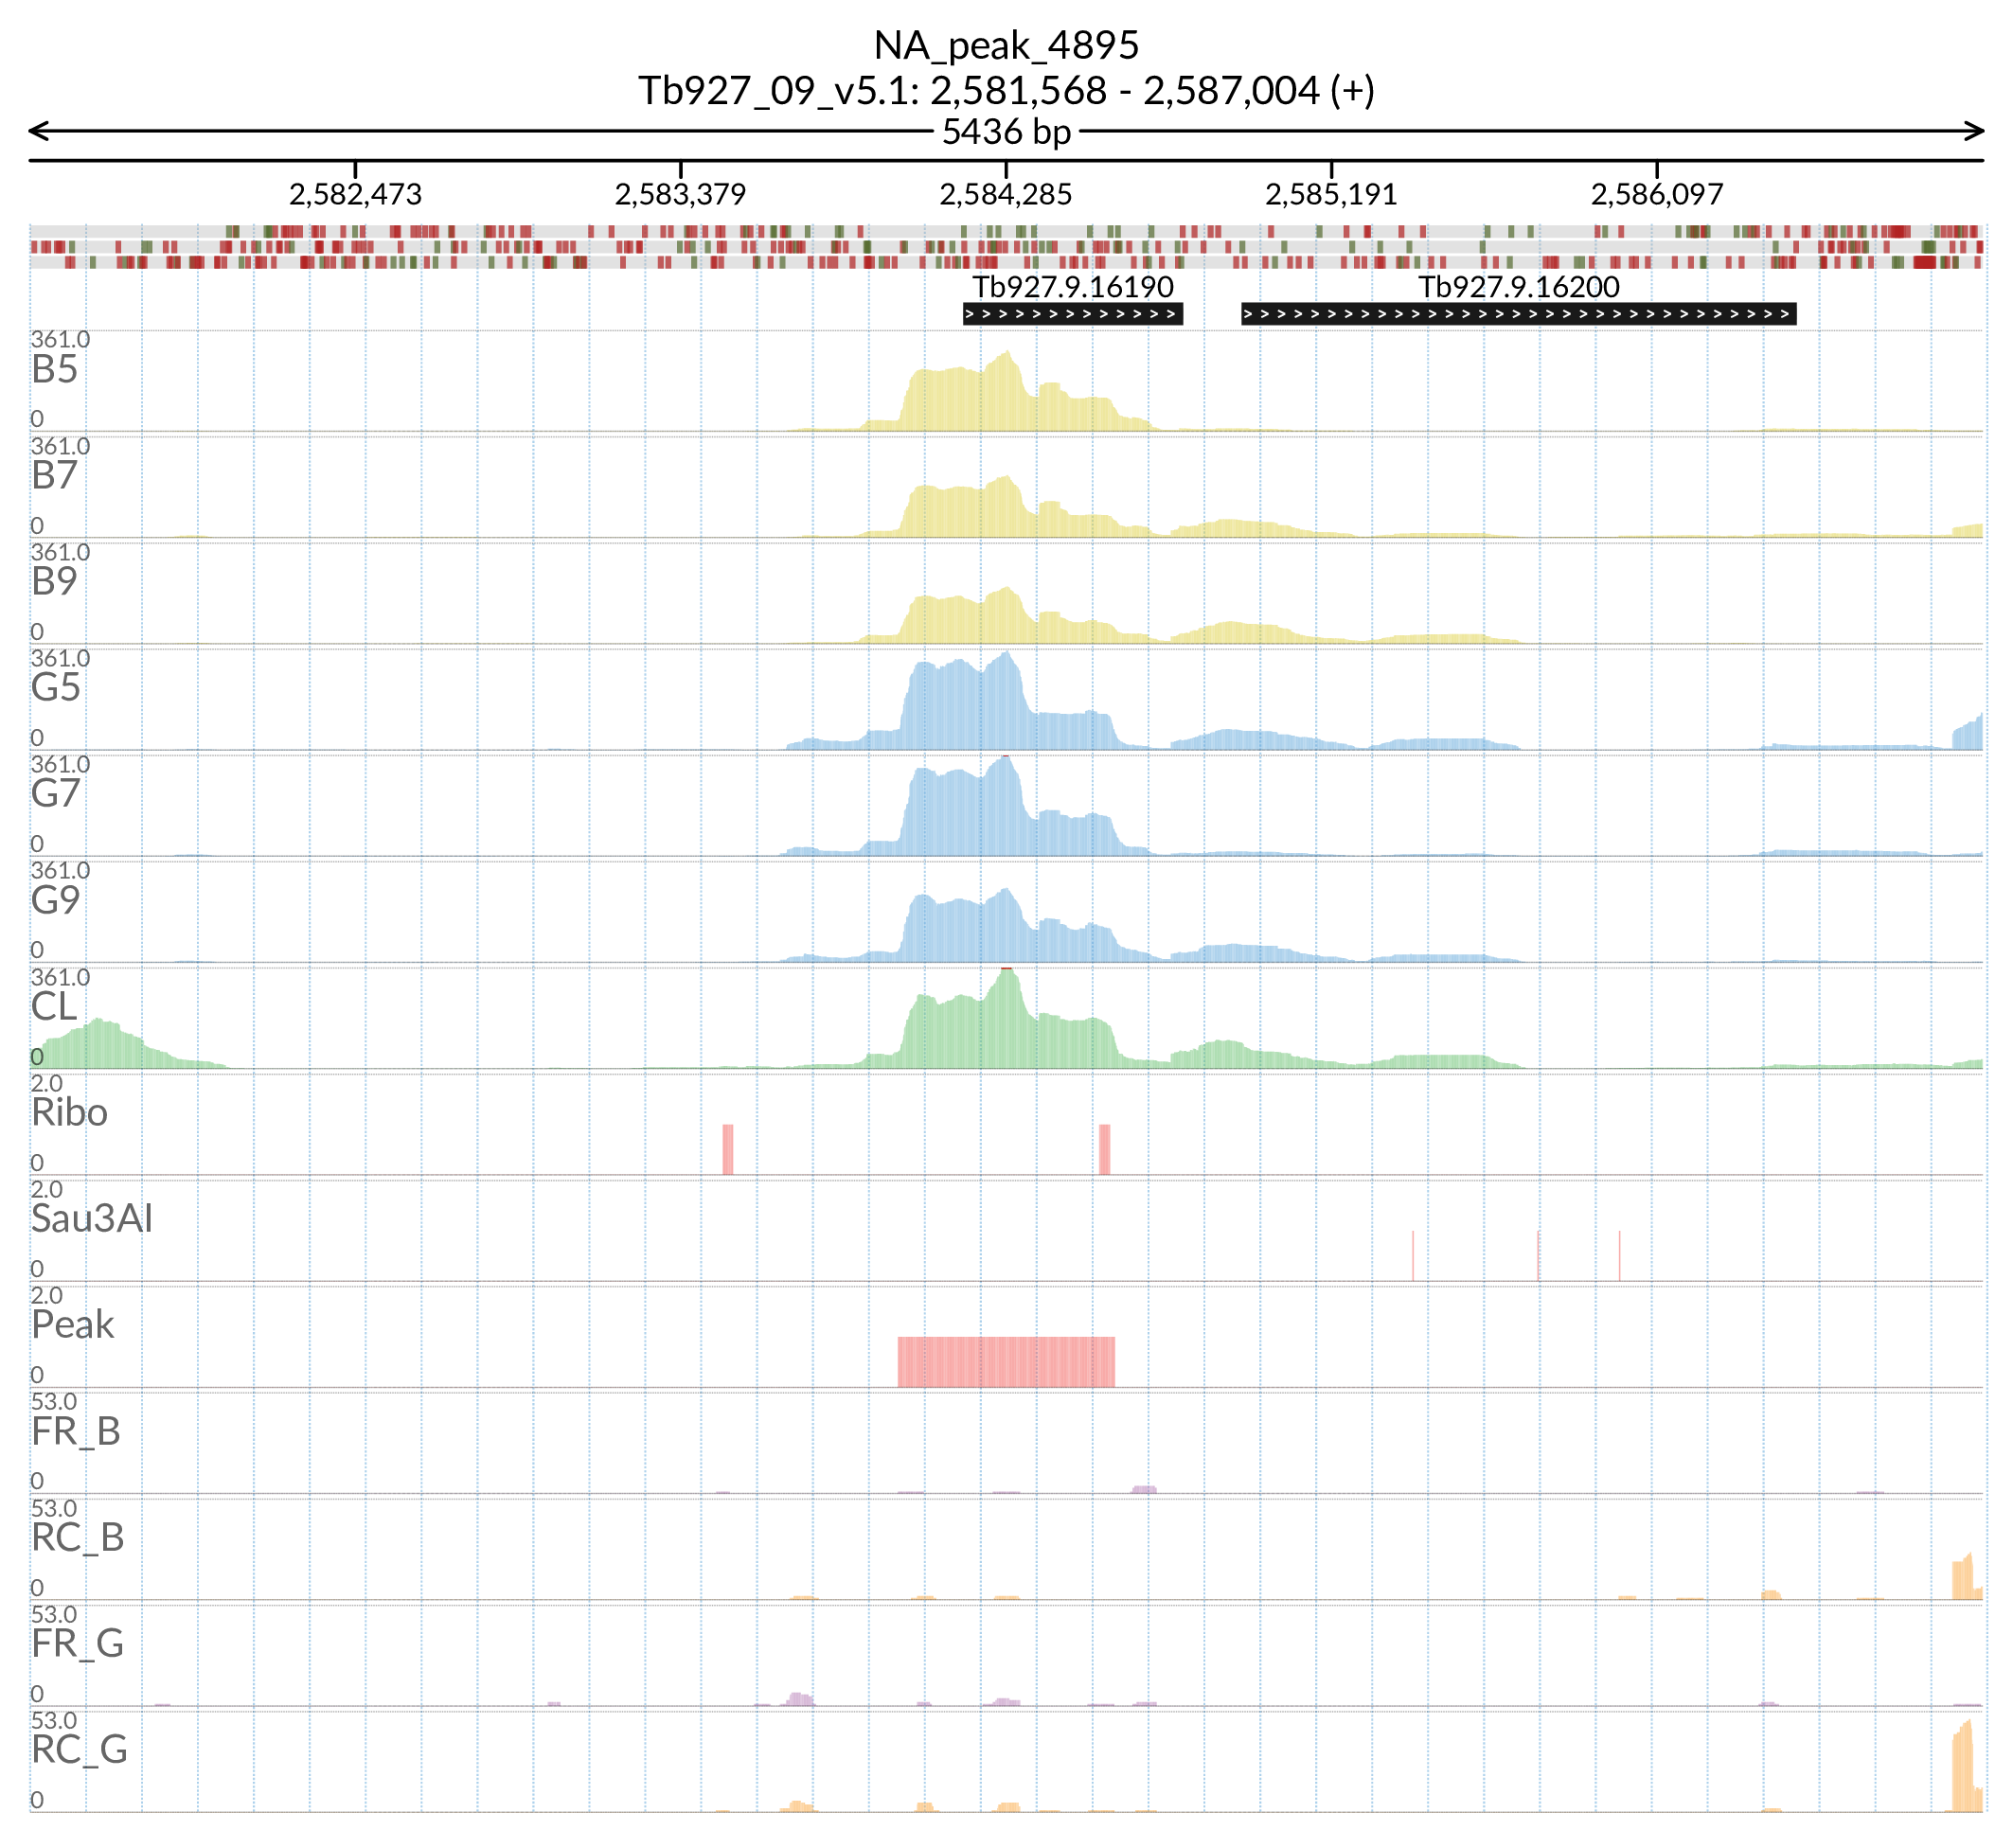 NA_peak_4895
Tb927_09_v5.1: 2,581,568 - 2,587,004 (+)
5436 bp
2,582,473 2,583,379 2,584,285 2,585,191 2,586,097
Tb927.9.16190 Tb927.9.16200
361.0
B5
0
361.0
B7
0
361.0
B9
0
361.0
G5
0
361.0
G7
0
361.0
G9
0
361.0
CL
0
2.0
Ribo
0
2.0
Sau3AI
0
2.0
Peak
0
53.0
FR_B
0
53.0
RC_B
0
53.0
FR_G
0
53.0
RC_G
0